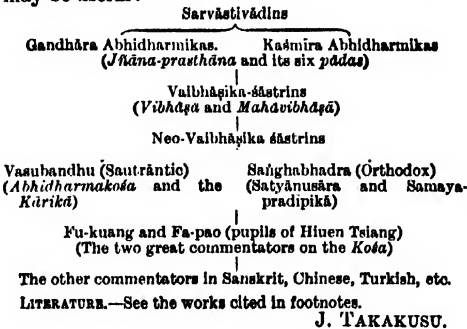 may be useful.
Sarvāstivādins
Gandhāra Abhidharmikas. Kaśmīra Abhidharmikas
(Jñāna-prasthāna and its six pādas)
Vaibhāṣika-śāstrins
(Vibhāṣa and Mahāvibhāṣā)
Neo-Vaibhāṣika śāstrins
Vasubandhu (Sautrāntic) Saṅghabhadra (Orthodox)
(Abhidharmakośa and the (Satyānusāra and Samaya-
Kārikā) pradīpikā)
Fu-kuang and Fa-pao (pupils of Hiuen Tsiang)
(The two great commentators on the Kośa)
The other commentators in Sanskrit, Chinese, Turkish, etc.
LITERATURE.—See the works cited in footnotes.
J. TAKAKUSU.